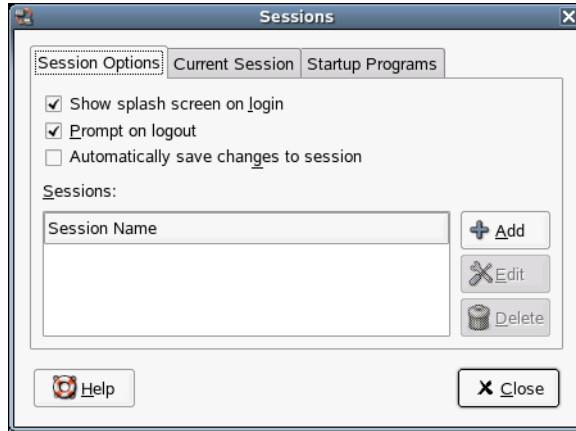 Sessions
Session Options
Current Session
Startup Programs
Show splash screen on login
Prompt on logout
Automatically save changes to session
Sessions:
Session Name
Add
Edit
Delete
Help
Close